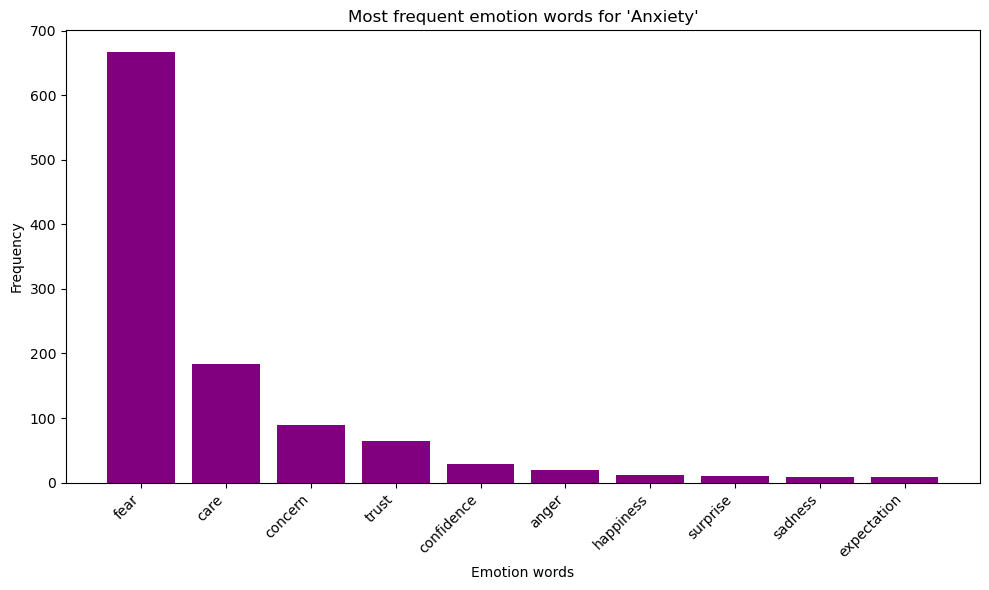 Most frequent emotion words for 'Anxiety'
700
600
500
400
300
200
100
0
Frequency
fear
care
concern
trust
confidence
anger
happiness
surprise
sadness
expectation
Emotion words